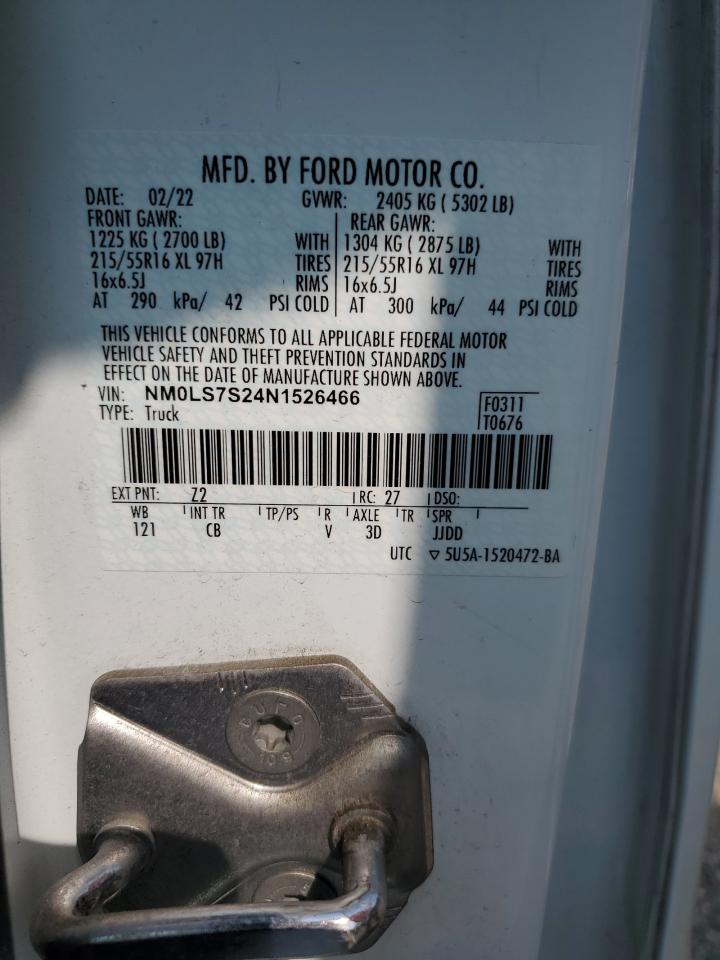 MFD. BY FORD MOTOR CO.
DATE: 02/22 GVWR: 2405 KG ( 5302 LB)
FRONT GAWR: REAR GAWR:
1225 KG ( 2700 LB) WITH 1304 KG ( 2875 LB) WITH
215/55R16 XL 97H TIRES 215/55R16 XL 97H TIRES
16x6.5J RIMS 16x6.5J RIMS
AT 290 kPa/ 42 PSI COLD AT 300 kPa/ 44 PSI COLD
THIS VEHICLE CONFORMS TO ALL APPLICABLE FEDERAL MOTOR
VEHICLE SAFETY AND THEFT PREVENTION STANDARDS IN
EFFECT ON THE DATE OF MANUFACTURE SHOWN ABOVE.
VIN: NM0LS7S24N1526466 F0311
TYPE: Truck T0676
EXT PNT: Z2 RC: 27 DSO:
WB INT TR TP/PS R AXLE TR SPR
121 CB V 3D JJDD
UTC ▽ 5U5A-1520472-BA